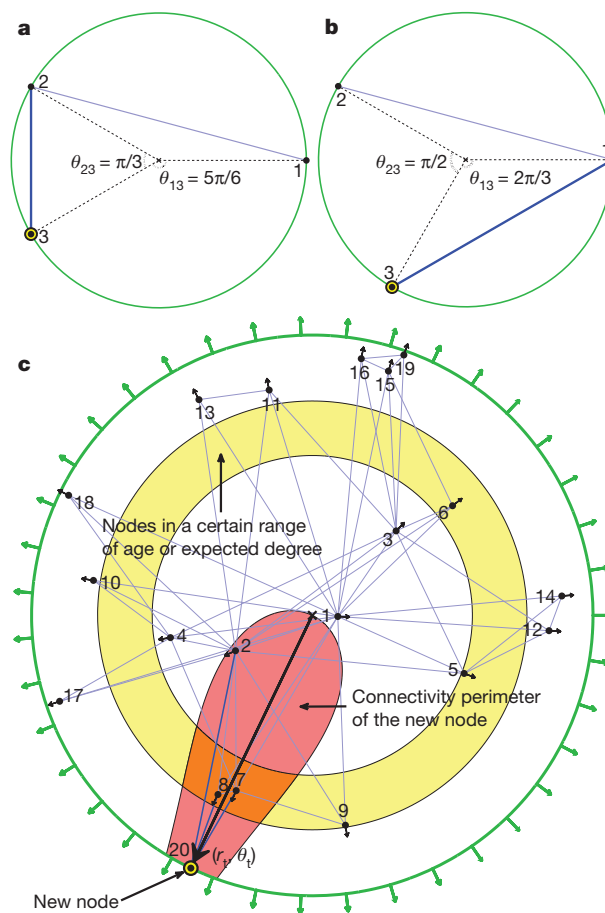 a
2
θ23 = π/3
θ13 = 5π/6
1
3
b
2
θ23 = π/2
θ13 = 2π/3
3
c
16
15
19
13
11
18
6
Nodes in a certain range
of age or expected degree
3
10
1
14
12
4
2
5
17
Connectivity perimeter
of the new node
8
7
9
20
(rt, θt)
New node